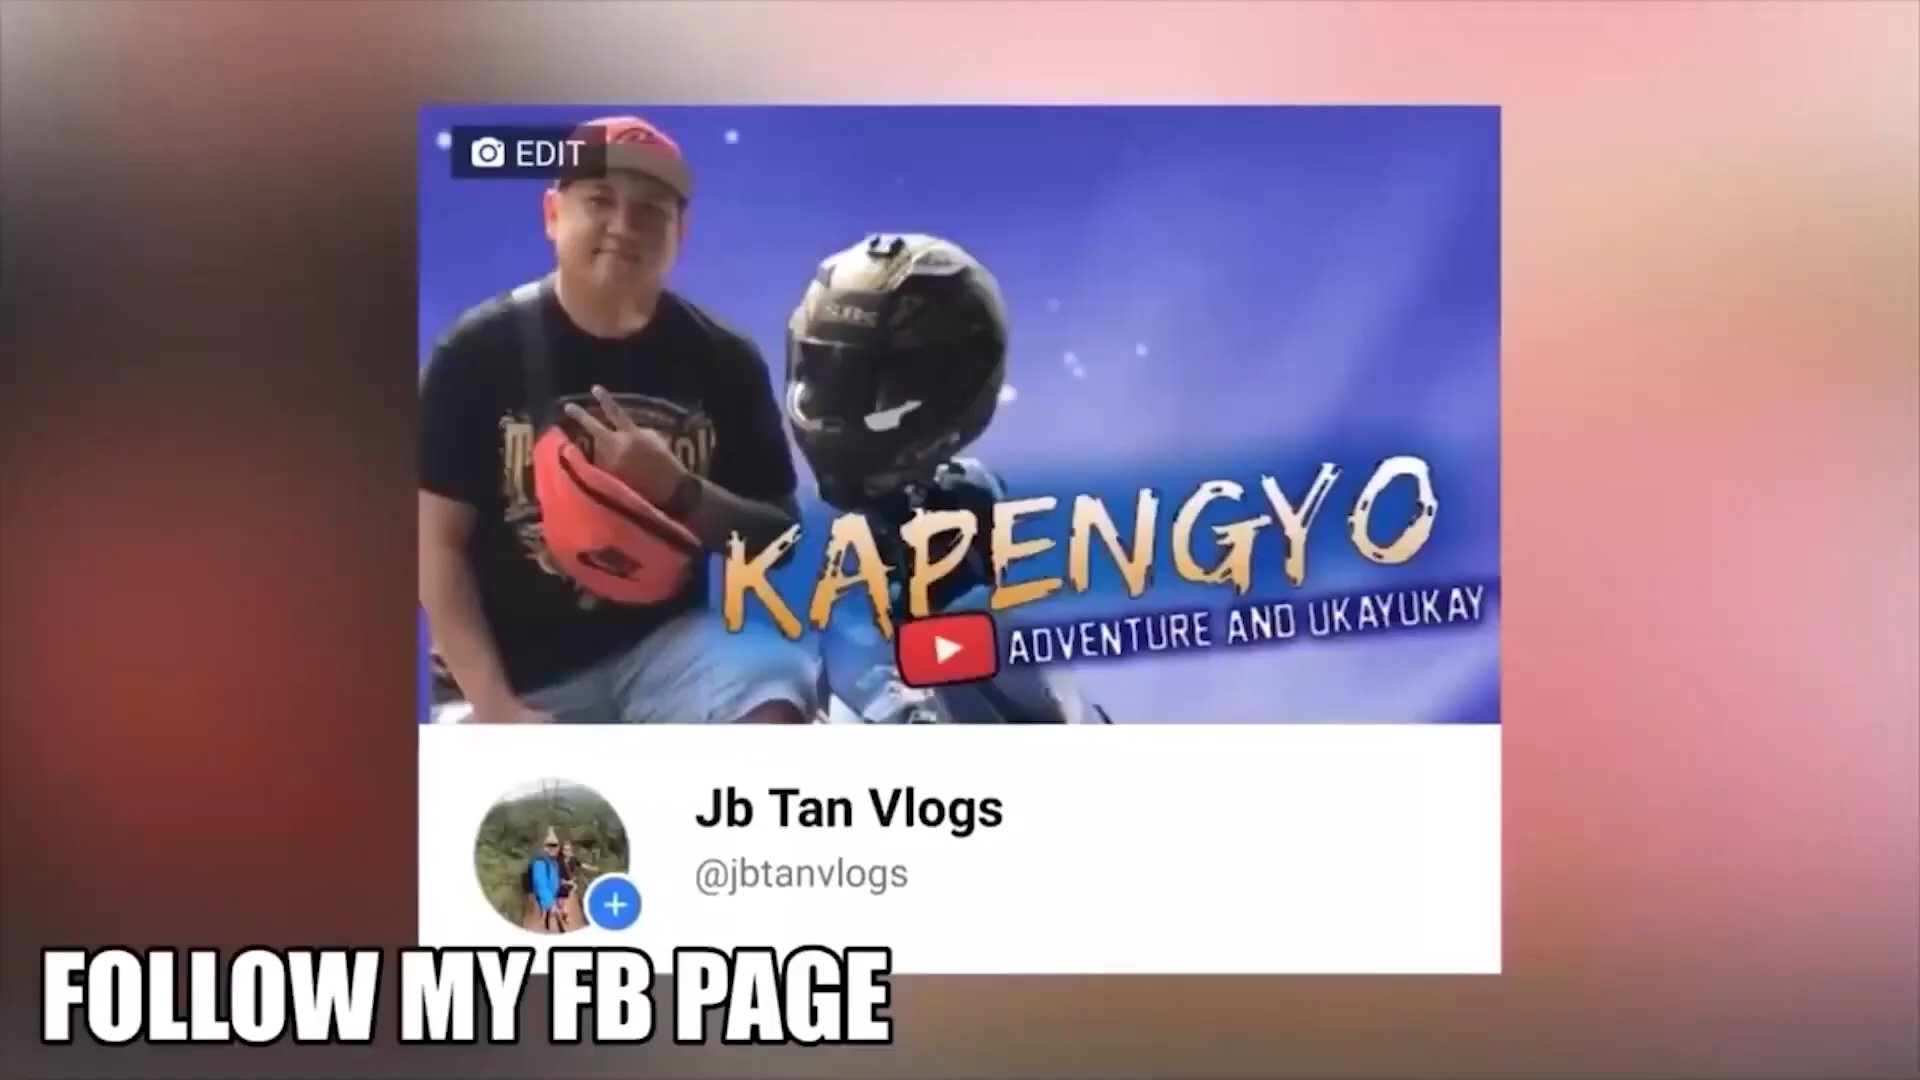 EDIT
KAPENGYO
ADVENTURE AND UKAYUKAY
Jb Tan Vlogs
@jbtanvlogs
FOLLOW MY FB PAGE